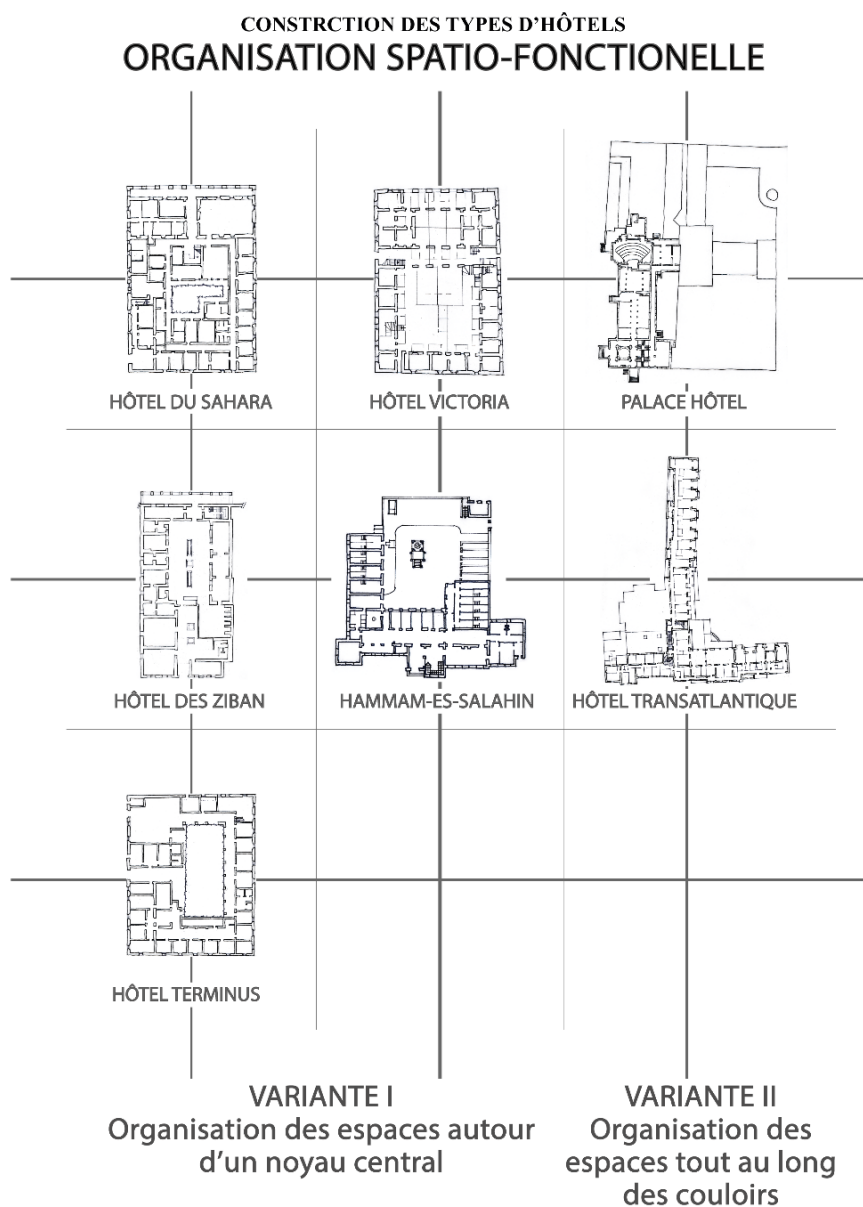 CONSTRCTION DES TYPES D'HÔTELS
ORGANISATION SPATIO-FONCTIONELLE
HÔTEL DU SAHARA
HÔTEL VICTORIA
PALACE HÔTEL
HÔTEL DES ZIBAN
HAMMAM-ES-SALAHIN
HÔTEL TRANSATLANTIQUE
HÔTEL TERMINUS
VARIANTE I
Organisation des espaces autour
d'un noyau central
VARIANTE II
Organisation des
espaces tout au long
des couloirs